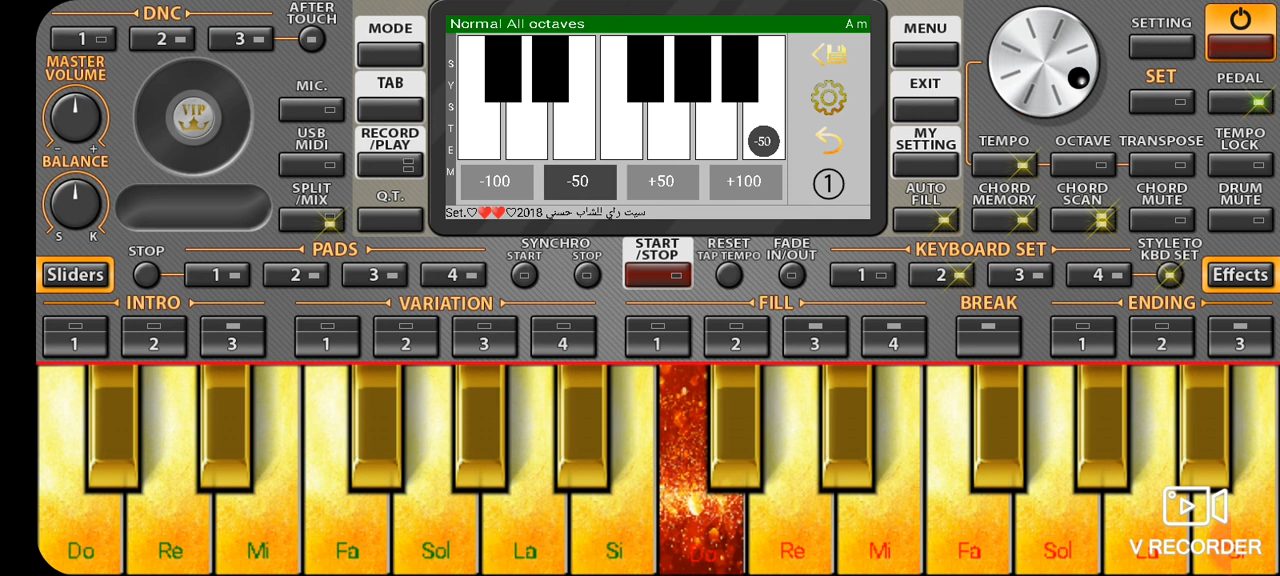 DNC
AFTER TOUCH
1 2 3
MASTER VOLUME
- +
BALANCE
S K
VIP
MIC.
USB MIDI
SPLIT /MIX
MODE
TAB
RECORD /PLAY
Q.T.
Normal All octaves Am
SYSTEM
-50
-100 -50 +50 +100
1
Set.♡❤️❤️♡2018 سيت راي للشاب حسني
MENU
EXIT
MY SETTING
AUTO FILL
SETTING
SET
PEDAL
TEMPO OCTAVE TRANSPOSE TEMPO LOCK
CHORD MEMORY CHORD SCAN CHORD MUTE DRUM MUTE
Sliders
STOP
PADS
1 2 3 4
SYNCHRO
START STOP
START /STOP
RESET
TAP TEMPO
FADE IN/OUT
KEYBOARD SET
1 2 3 4
STYLE TO KBD SET
Effects
INTRO VARIATION FILL BREAK ENDING
1 2 3 1 2 3 4 1 2 3 4 1 2 3
Do Re Mi Fa Sol La Si Do Re Mi Fa Sol La Si
V RECORDER